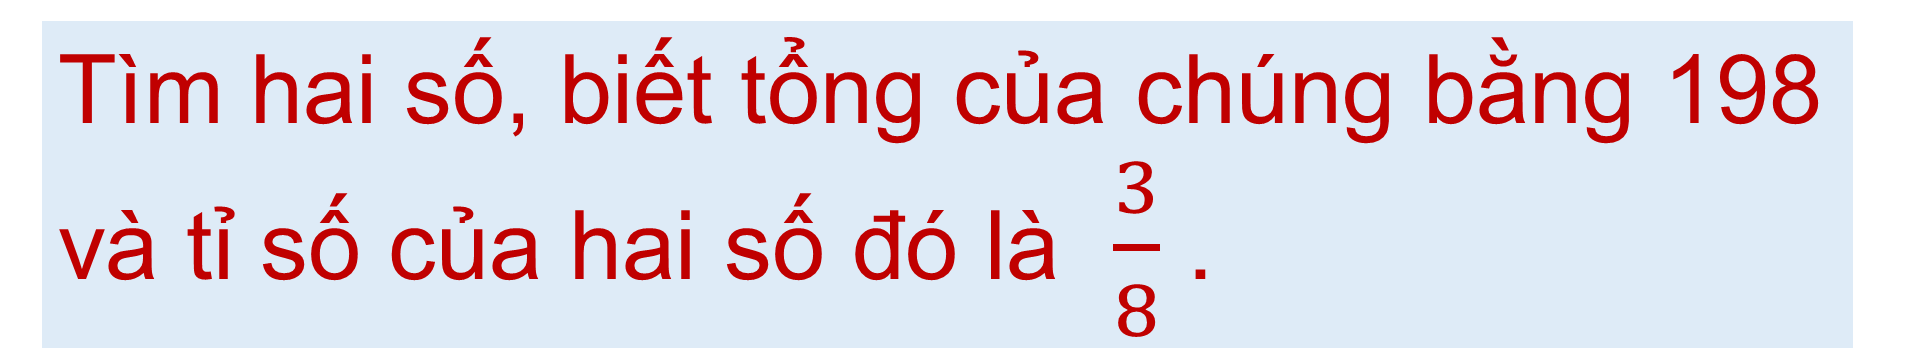 Tìm hai số, biết tổng của chúng bằng 198
và tỉ số của hai số đó là 3/8 .